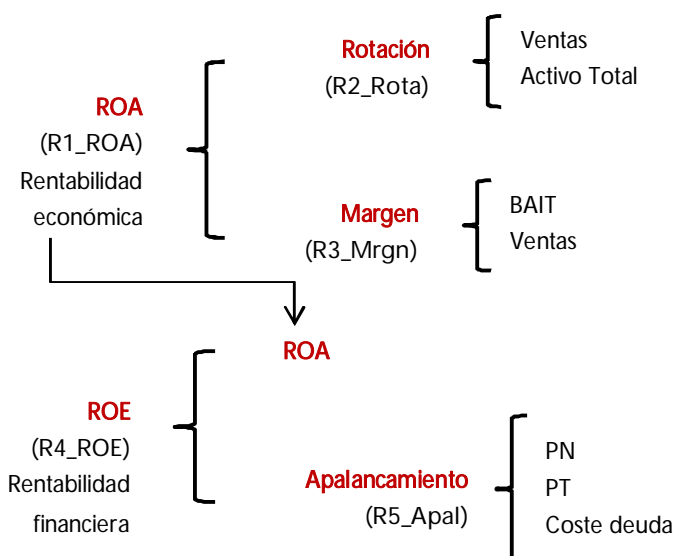 Rotación
(R2_Rota)
Ventas
Activo Total
ROA
(R1_ROA)
Rentabilidad
económica
Margen
(R3_Mrgn)
BAIT
Ventas
ROA
ROE
(R4_ROE)
Rentabilidad
financiera
Apalancamiento
(R5_Apal)
PN
PT
Coste deuda